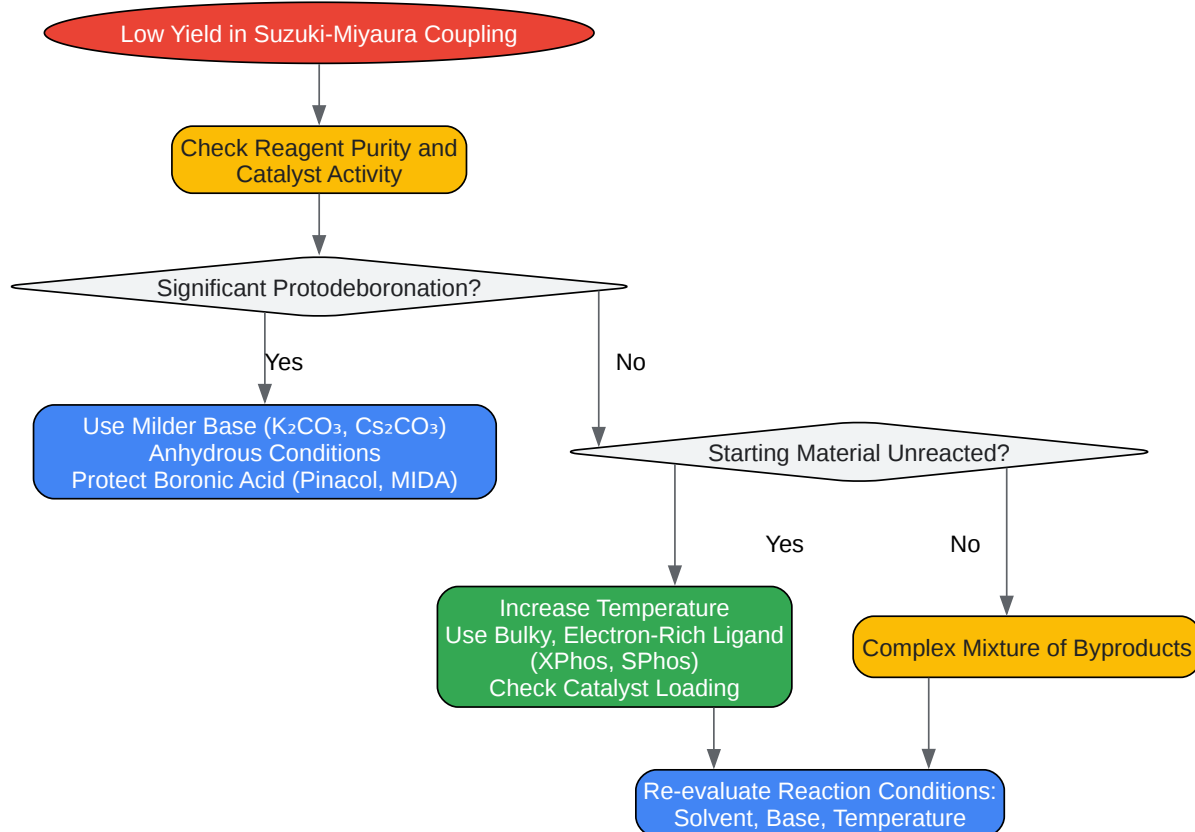 Low Yield in Suzuki-Miyaura Coupling
Check Reagent Purity and
Catalyst Activity
Significant Protodeboronation?
Yes
No
Use Milder Base (K₂CO₃, Cs₂CO₃)
Anhydrous Conditions
Protect Boronic Acid (Pinacol, MIDA)
Starting Material Unreacted?
Yes
No
Increase Temperature
Use Bulky, Electron-Rich Ligand
(XPhos, SPhos)
Check Catalyst Loading
Complex Mixture of Byproducts
Re-evaluate Reaction Conditions:
Solvent, Base, Temperature